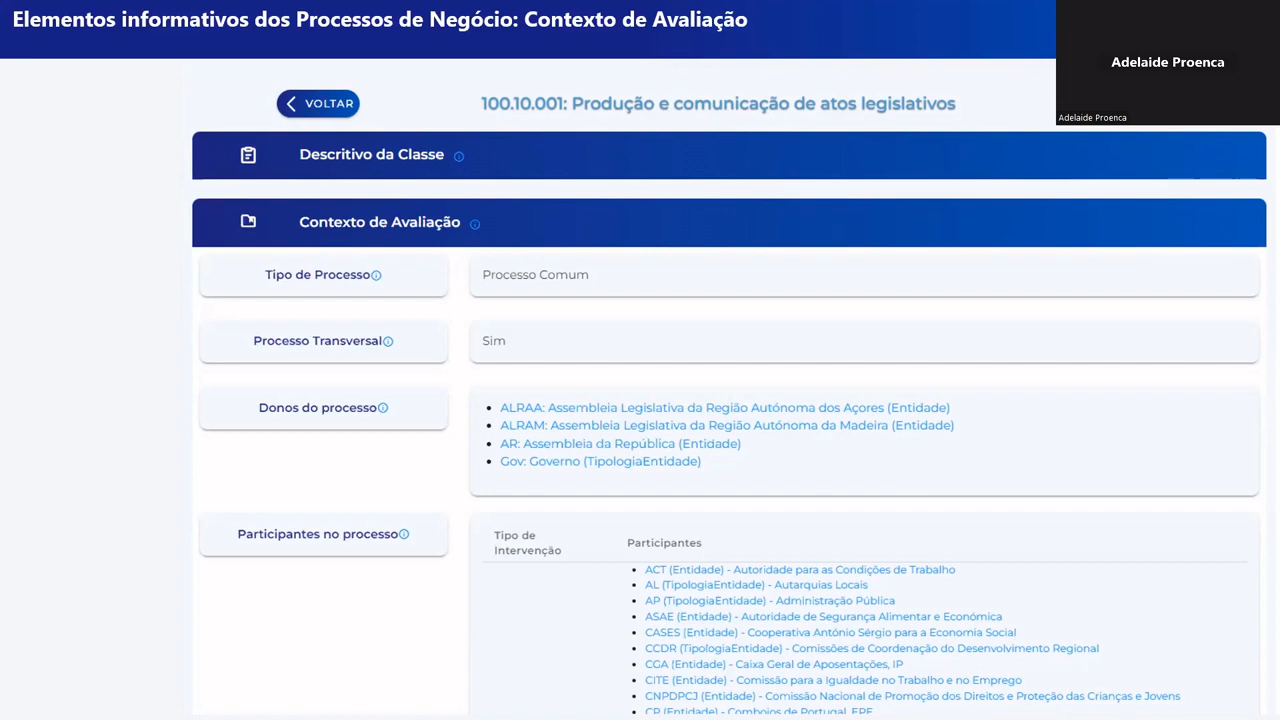 Elementos informativos dos Processos de Negócio: Contexto de Avaliação
Adelaide Proenca
Adelaide Proenca
VOLTAR
100.10.001: Produção e comunicação de atos legislativos
Descritivo da Classe
Contexto de Avaliação
Tipo de Processo
Processo Comum
Processo Transversal
Sim
Donos do processo
ALRAA: Assembleia Legislativa da Região Autónoma dos Açores (Entidade)
ALRAM: Assembleia Legislativa da Região Autónoma da Madeira (Entidade)
AR: Assembleia da República (Entidade)
Gov: Governo (TipologiaEntidade)
Participantes no processo
Tipo de
Intervenção
Participantes
ACT (Entidade) - Autoridade para as Condições de Trabalho
AL (TipologiaEntidade) - Autarquias Locais
AP (TipologiaEntidade) - Administração Pública
ASAE (Entidade) - Autoridade de Segurança Alimentar e Económica
CASES (Entidade) - Cooperativa António Sérgio para a Economia Social
CCDR (TipologiaEntidade) - Comissões de Coordenação do Desenvolvimento Regional
CGA (Entidade) - Caixa Geral de Aposentações, IP
CITE (Entidade) - Comissão para a Igualdade no Trabalho e no Emprego
CNPDPCJ (Entidade) - Comissão Nacional de Promoção dos Direitos e Proteção das Crianças e Jovens
CP (Entidade) - Comboios de Portugal, EPE